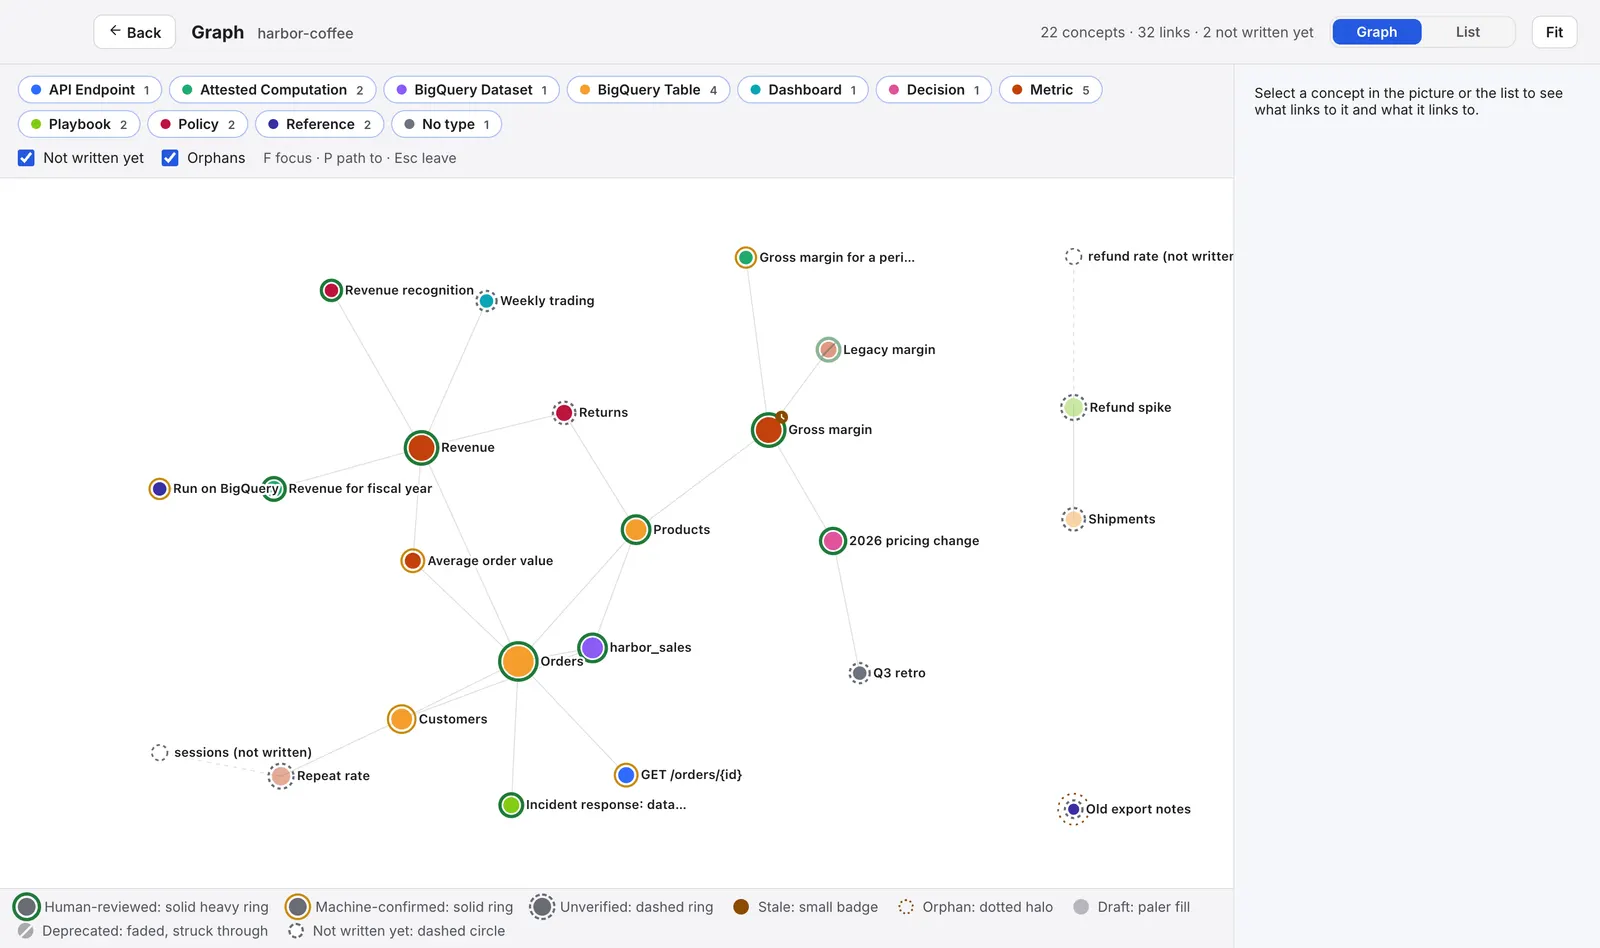 ← Back Graph harbor-coffee 22 concepts · 32 links · 2 not written yet Graph List Fit
API Endpoint 1 Attested Computation 2 BigQuery Dataset 1 BigQuery Table 4 Dashboard 1 Decision 1 Metric 5
Playbook 2 Policy 2 Reference 2 No type 1
Not written yet Orphans F focus · P path to · Esc leave
Select a concept in the picture or the list to see
what links to it and what it links to.
Gross margin for a peri...
refund rate (not written
Revenue recognition
Weekly trading
Legacy margin
Refund spike
Returns
Gross margin
Revenue
Run on BigQuery
Revenue for fiscal year
Shipments
Products
2026 pricing change
Average order value
harbor_sales
Orders
Q3 retro
Customers
sessions (not written)
Repeat rate
GET /orders/{id}
Incident response: data...
Old export notes
Human-reviewed: solid heavy ring Machine-confirmed: solid ring Unverified: dashed ring Stale: small badge Orphan: dotted halo Draft: paler fill
Deprecated: faded, struck through Not written yet: dashed circle